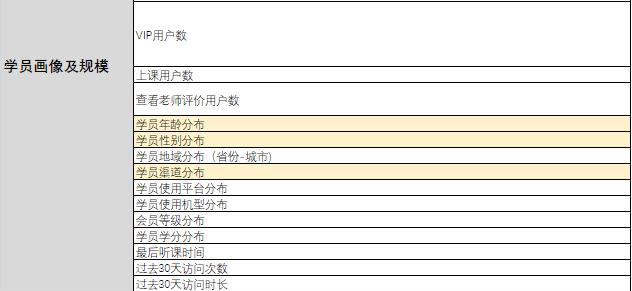 VIP用户数
学员画像及规模
上课用户数
查看老师评价用户数
学员年龄分布
学员性别分布
学员地域分布（省份-城市)
学员渠道分布
学员使用平台分布
学员使用机型分布
会员等级分布
学员学分分布
最后听课时间
过去30天访问次数
过去30天访问时长